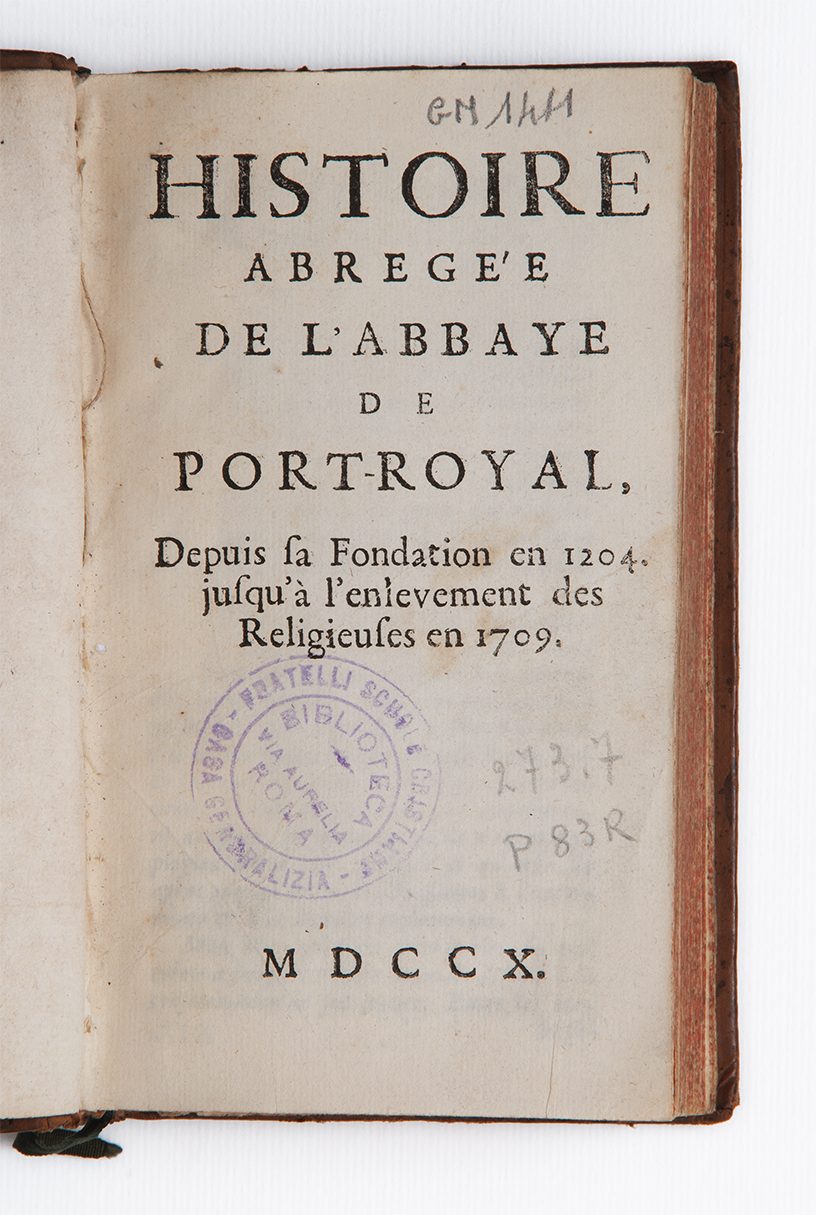 GM 1411
HISTOIRE
ABREGE'E
DE L'ABBAYE
DE
PORT-ROYAL,
Depuis ſa Fondation en 1204.
juſqu'à l'enlevement des
Religieuſes en 1709.
CASA GENERALIZIA - FRATELLI SCUOLE CRISTIANE -
BIBLIOTECA
VIA AURELIA
ROMA
273.7
P 83R
MDCCX.